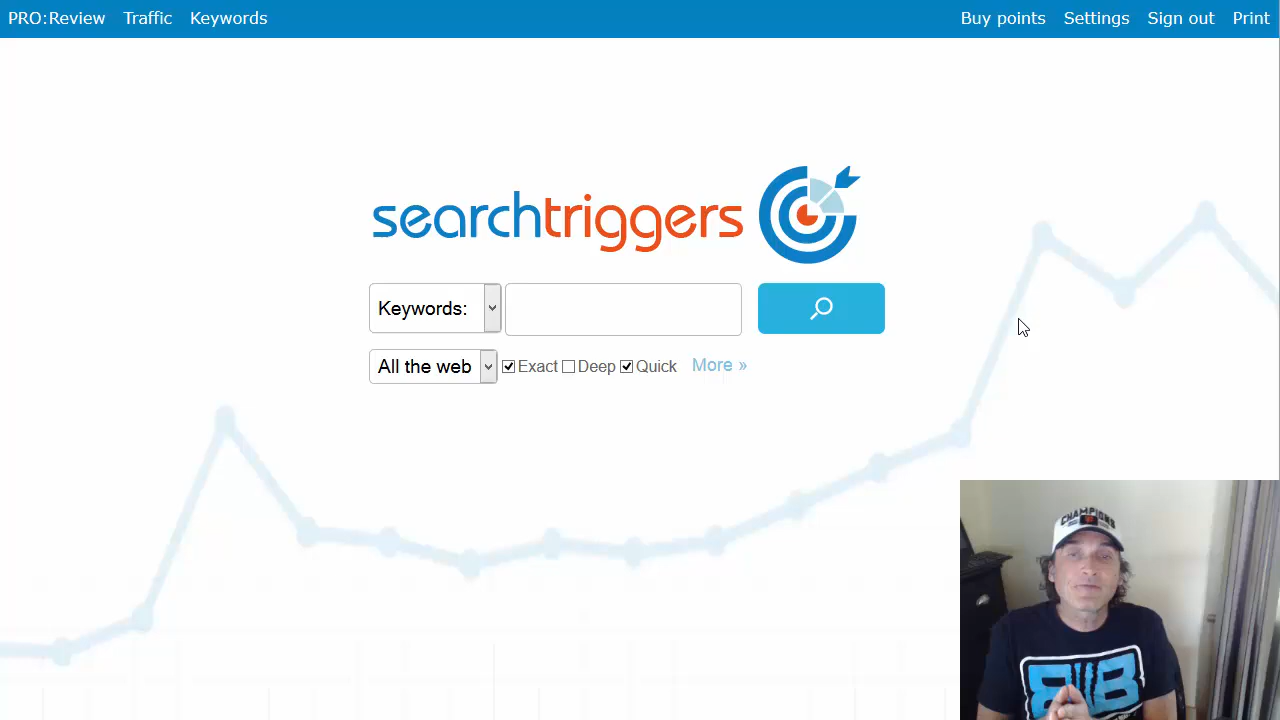 PRO:Review Traffic Keywords Buy points Settings Sign out Print
searchtriggers
Keywords:
All the web Exact Deep Quick More »
CHAMPIONS
BB